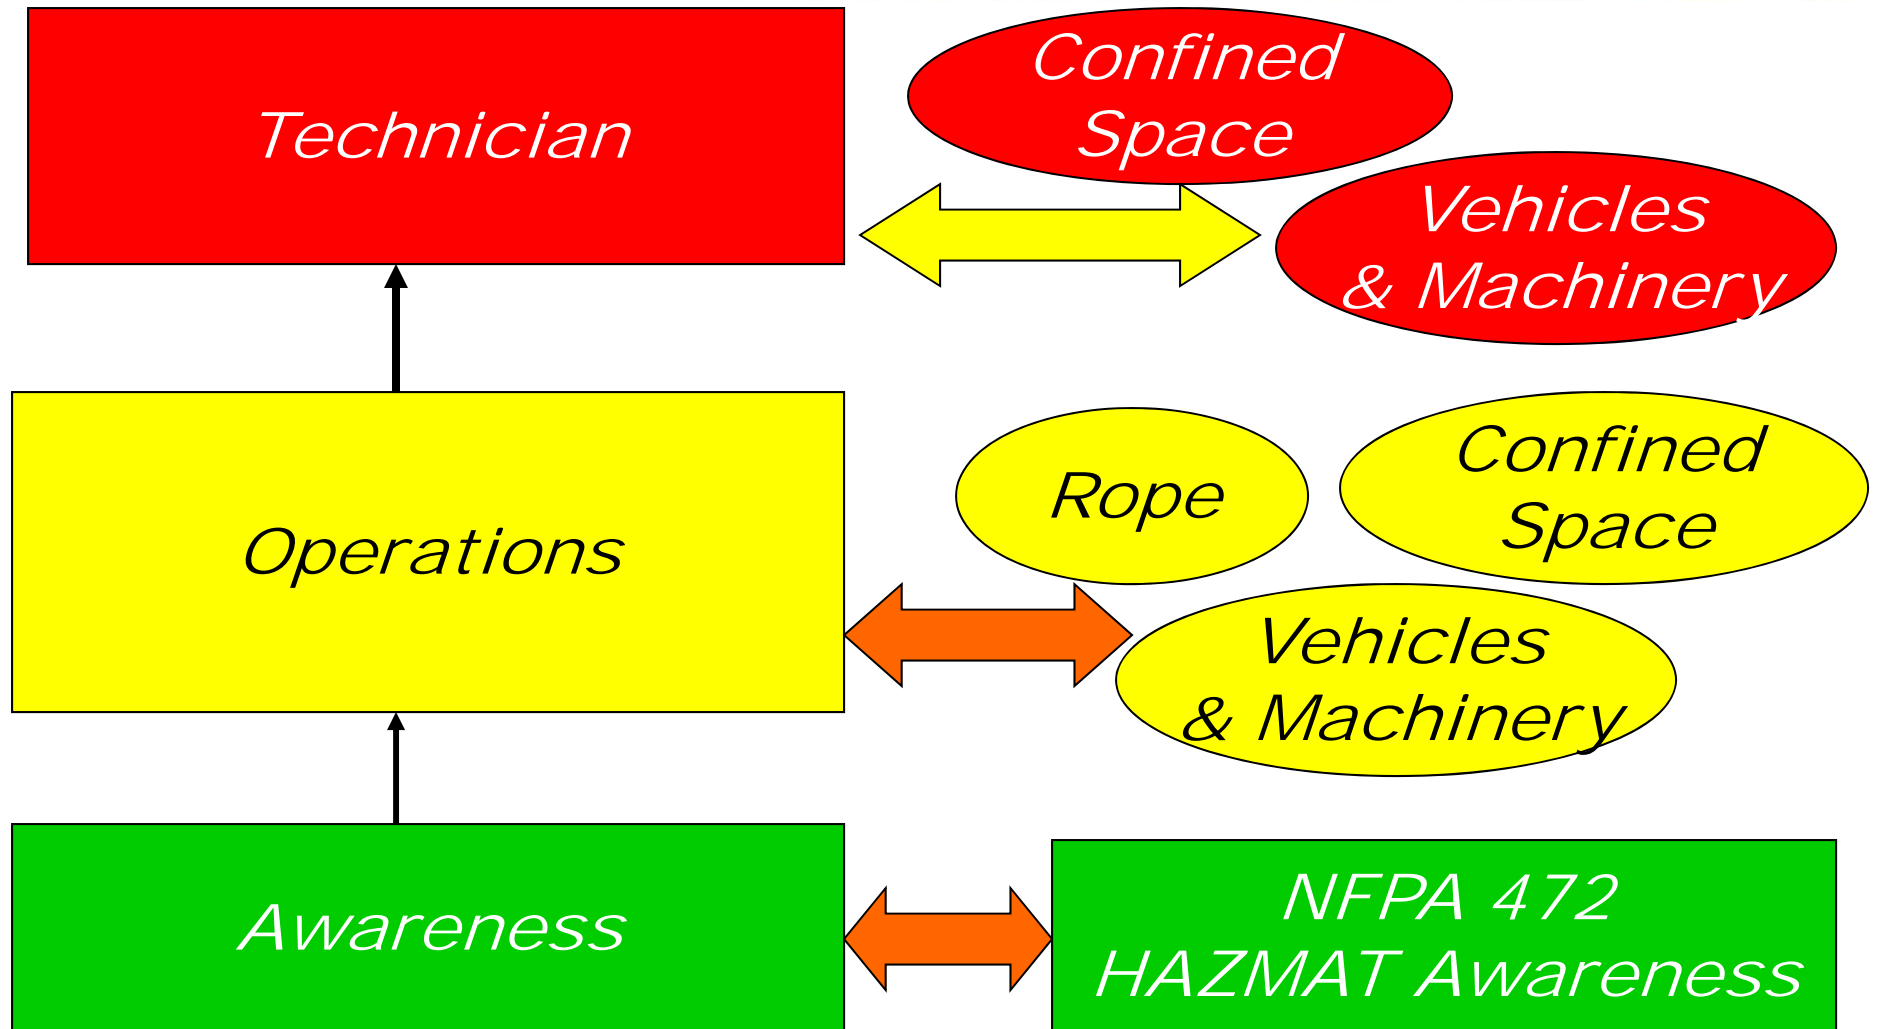 Technician
Confined
Space
Vehicles
& Machinery
Operations
Rope
Confined
Space
Vehicles
& Machinery
Awareness
NFPA 472
HAZMAT Awareness